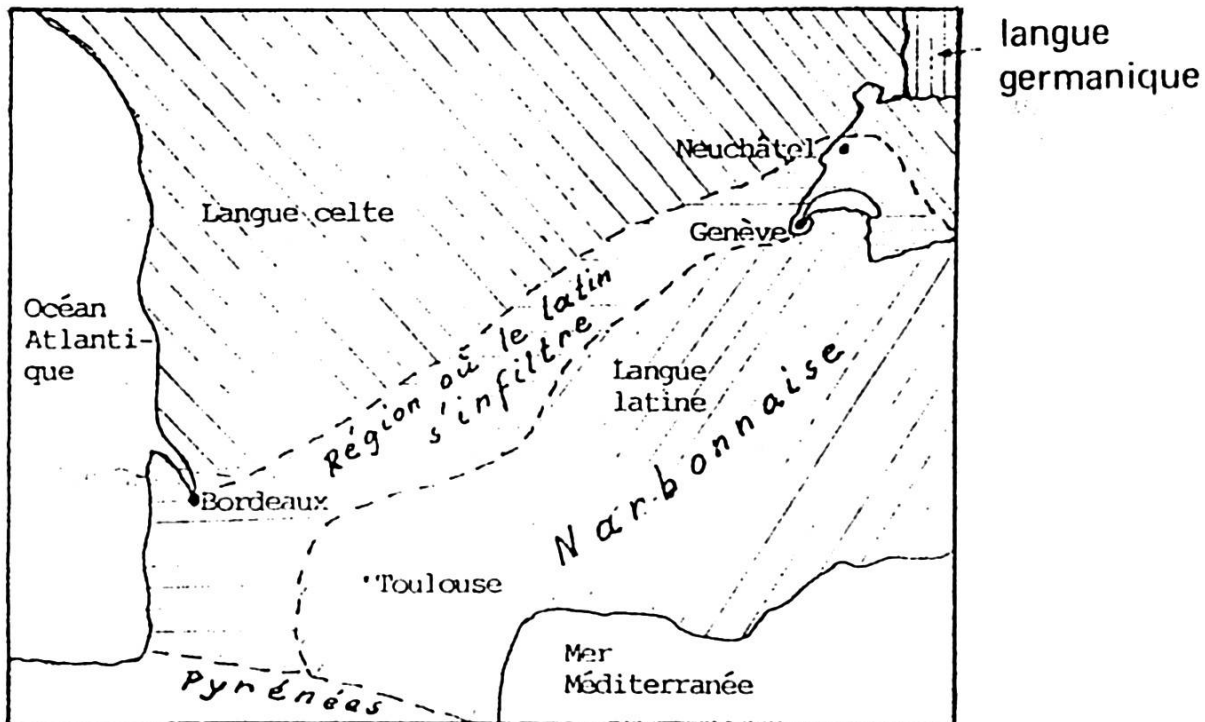 langue
germanique
Neuchâtel
Langue celte
Genève
Océan
Atlanti-
que
Région où le latin
s'infiltre
Langue
latine
Narbonnaise
Bordeaux
Toulouse
Mer
Méditerranée
Pyrénéas